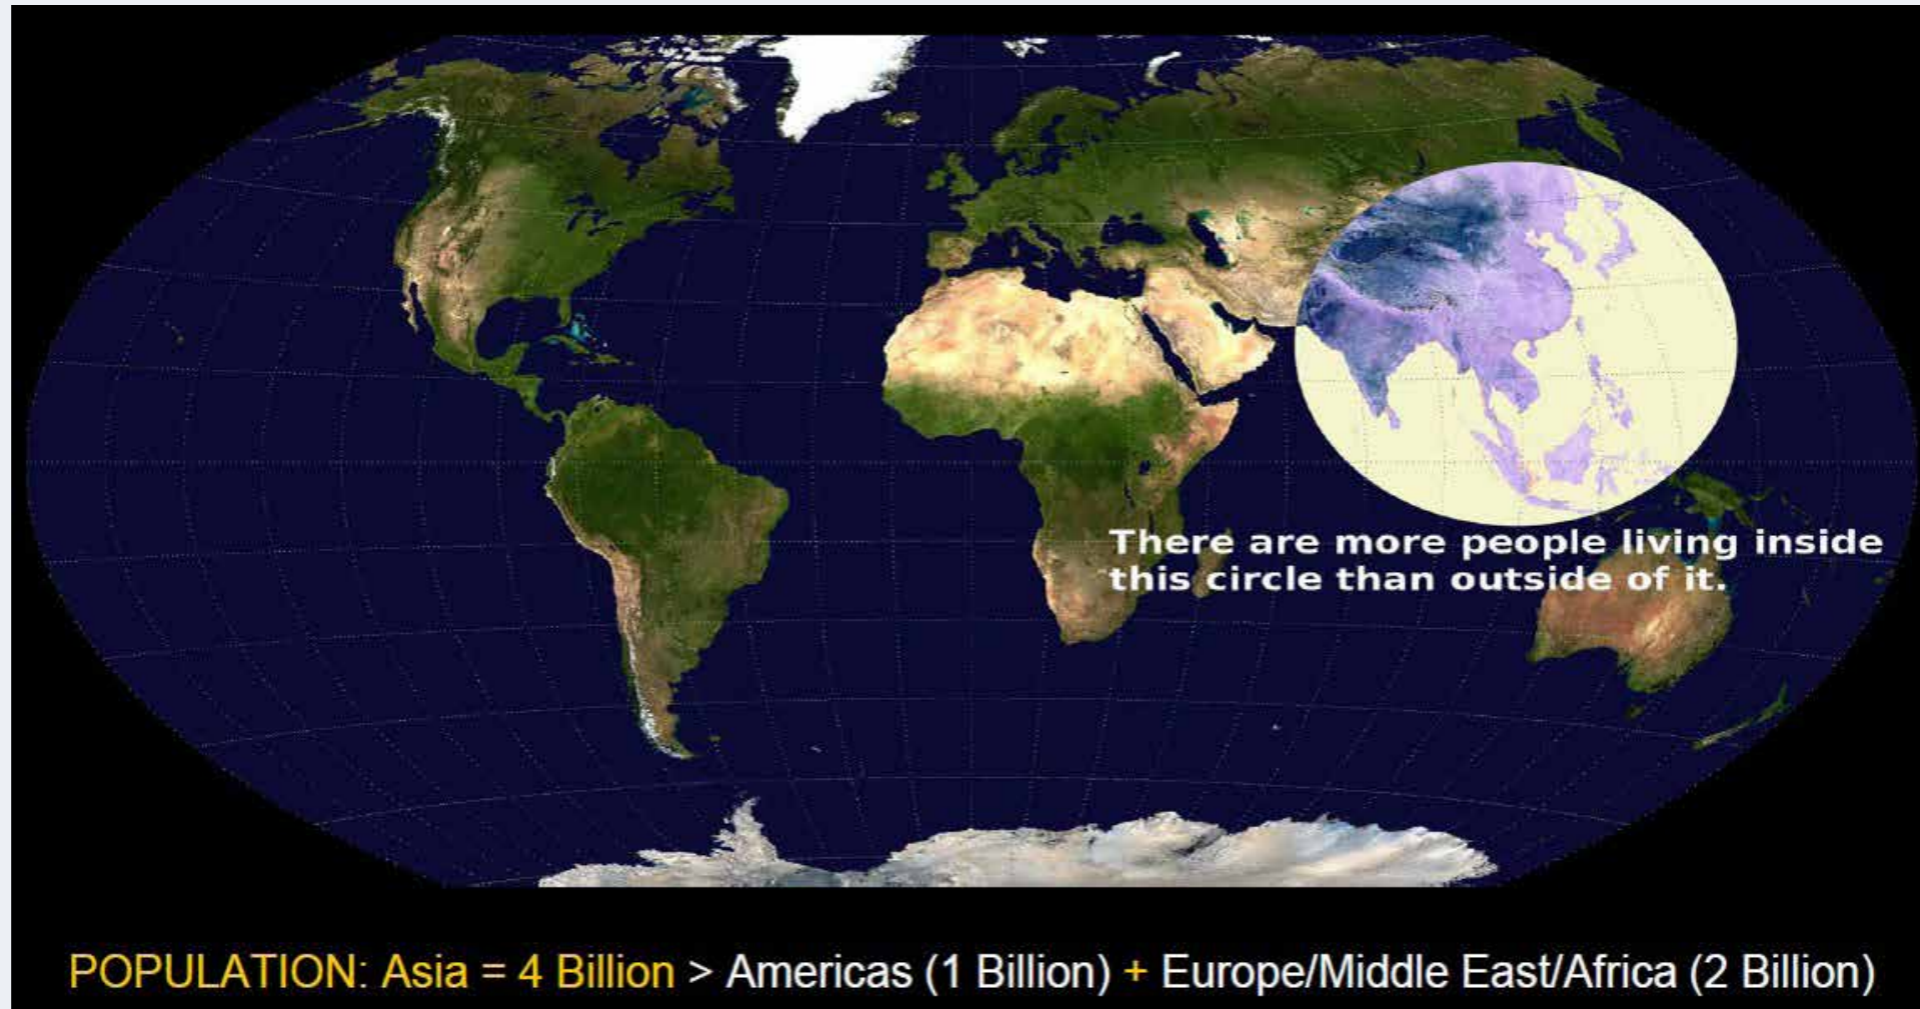 There are more people living inside
this circle than outside of it.
POPULATION: Asia = 4 Billion > Americas (1 Billion) + Europe/Middle East/Africa (2 Billion)